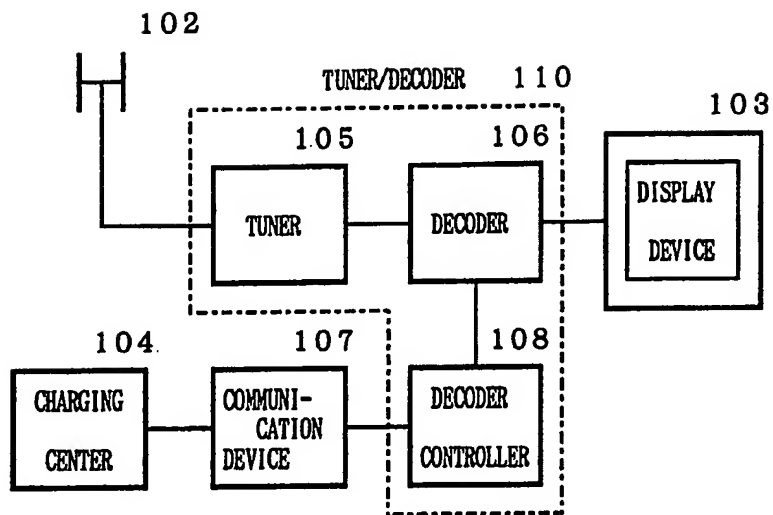 102
TUNER/DECODER 110
103
105
106
TUNER
DECODER
DISPLAY
DEVICE
104
107
108
CHARGING
CENTER
COMMUNI-
CATION
DEVICE
DECODER
CONTROLLER